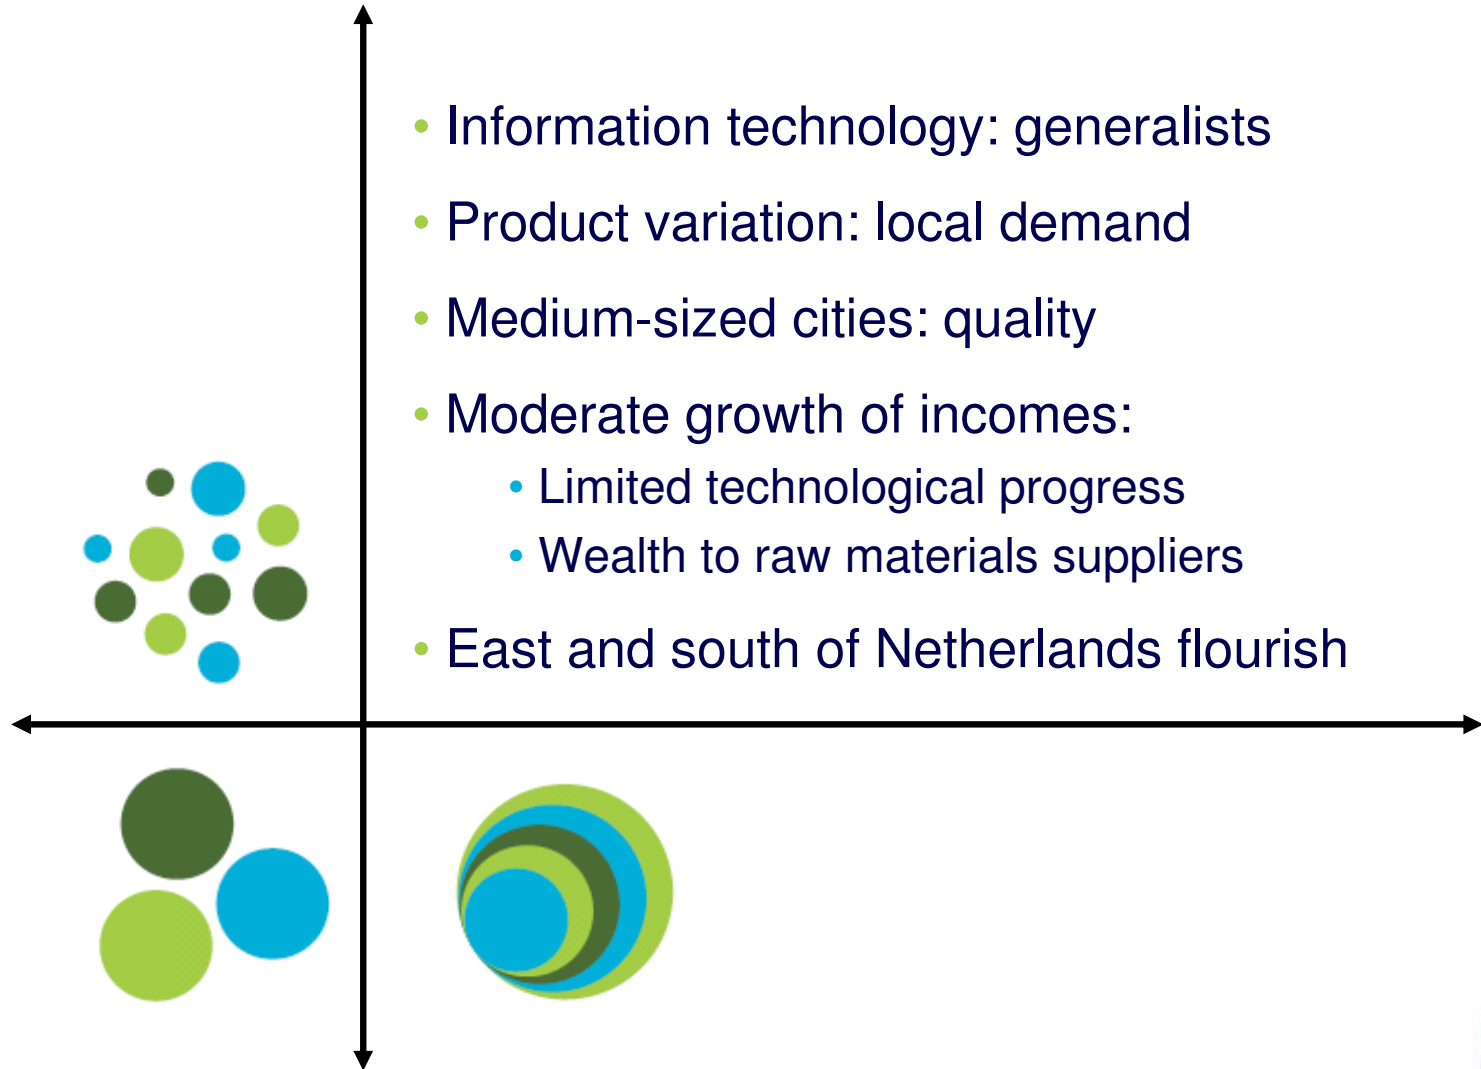 • Information technology: generalists
• Product variation: local demand
• Medium-sized cities: quality
• Moderate growth of incomes:
• Limited technological progress
• Wealth to raw materials suppliers
• East and south of Netherlands flourish